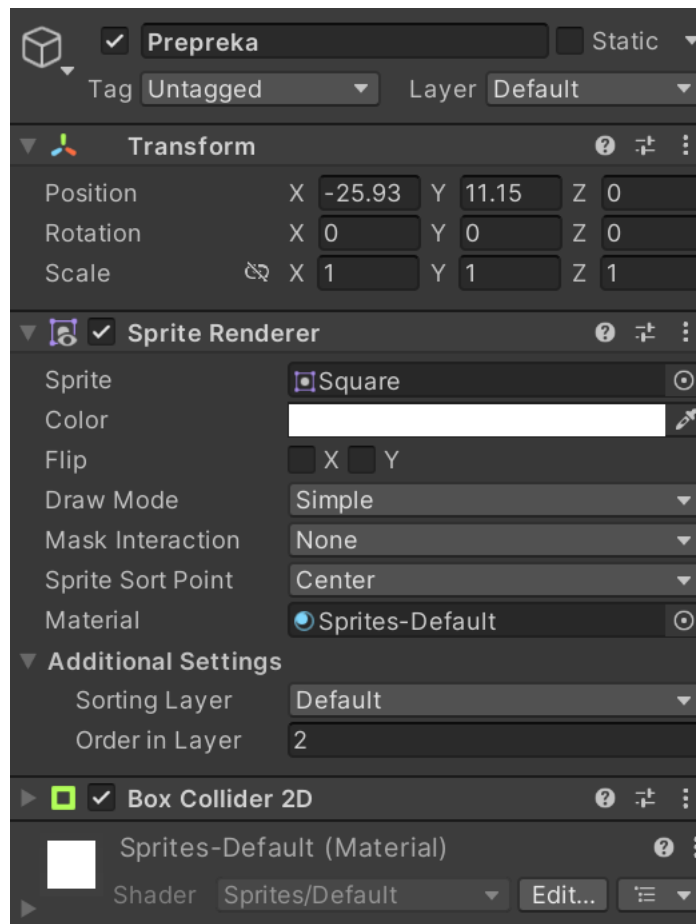 Prepreka Static
Tag Untagged Layer Default
Transform
Position X -25.93 Y 11.15 Z 0
Rotation X 0 Y 0 Z 0
Scale X 1 Y 1 Z 1
Sprite Renderer
Sprite Square
Color
Flip X Y
Draw Mode Simple
Mask Interaction None
Sprite Sort Point Center
Material Sprites-Default
Additional Settings
Sorting Layer Default
Order in Layer 2
Box Collider 2D
Sprites-Default (Material)
Shader Sprites/Default Edit...